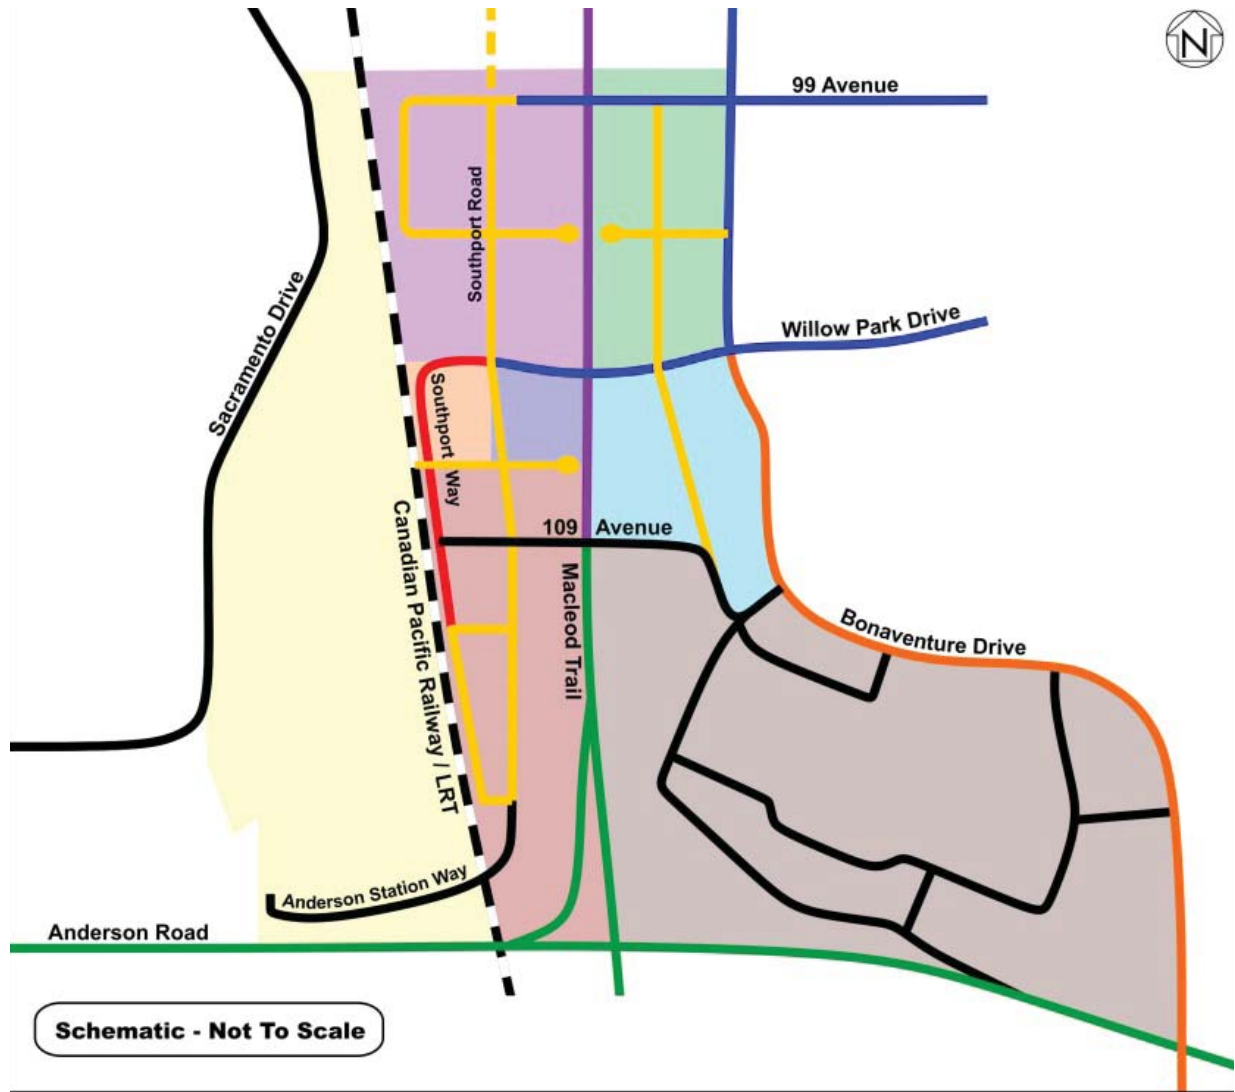 N
99 Avenue
Southport Road
Sacramento Drive
Willow Park Drive
Southport Way
109 Avenue
Canadian Pacific Railway / LRT
Macleod Trail
Bonaventure Drive
Anderson Station Way
Anderson Road
Schematic - Not To Scale